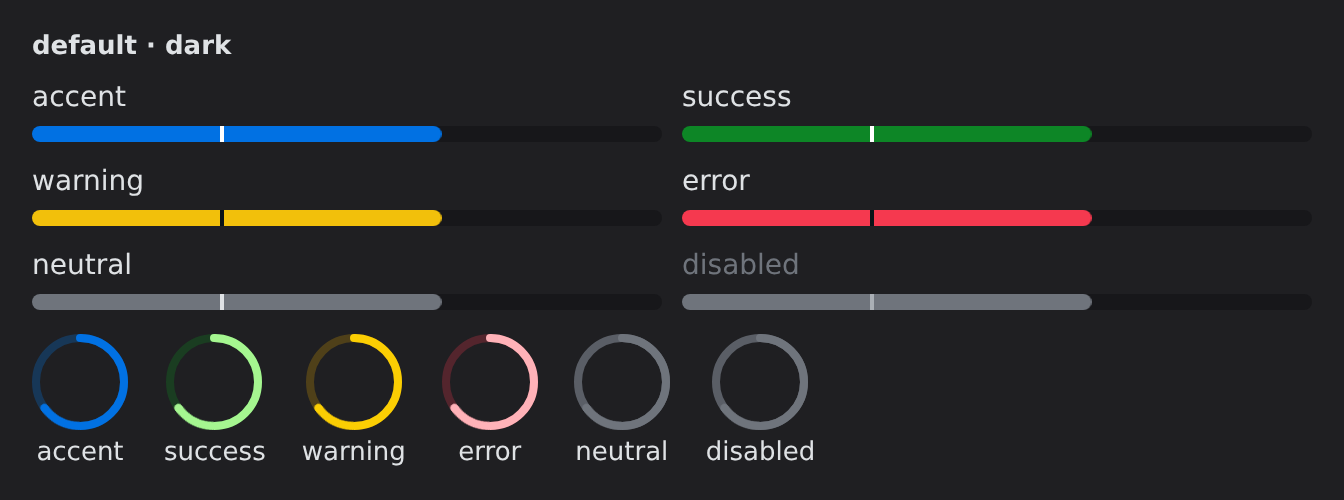 default · dark
accent
success
warning
error
neutral
disabled
accent success warning error neutral disabled